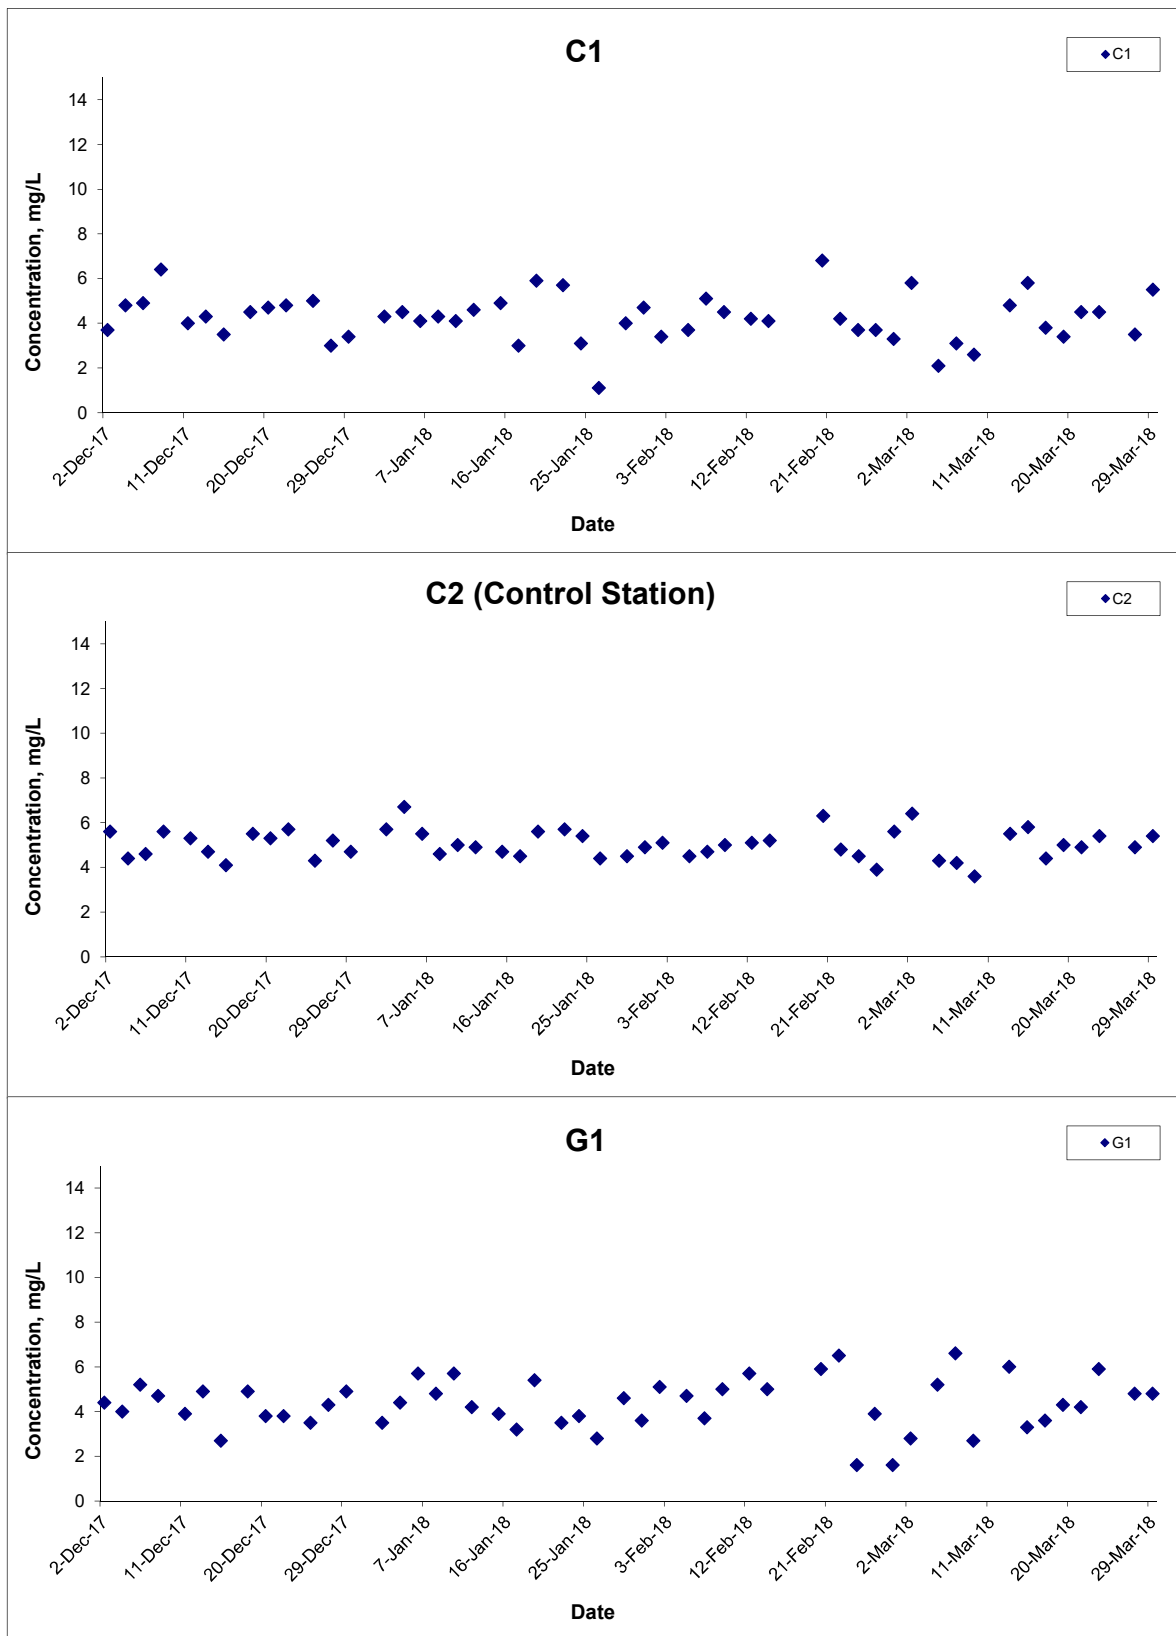 C1
C1
Concentration, mg/L
14
12
10
8
6
4
2
0
2-Dec-17
11-Dec-17
20-Dec-17
29-Dec-17
7-Jan-18
16-Jan-18
25-Jan-18
3-Feb-18
12-Feb-18
21-Feb-18
2-Mar-18
11-Mar-18
20-Mar-18
29-Mar-18
Date
C2 (Control Station)
C2
Concentration, mg/L
14
12
10
8
6
4
2
0
2-Dec-17
11-Dec-17
20-Dec-17
29-Dec-17
7-Jan-18
16-Jan-18
25-Jan-18
3-Feb-18
12-Feb-18
21-Feb-18
2-Mar-18
11-Mar-18
20-Mar-18
29-Mar-18
Date
G1
G1
Concentration, mg/L
14
12
10
8
6
4
2
0
2-Dec-17
11-Dec-17
20-Dec-17
29-Dec-17
7-Jan-18
16-Jan-18
25-Jan-18
3-Feb-18
12-Feb-18
21-Feb-18
2-Mar-18
11-Mar-18
20-Mar-18
29-Mar-18
Date